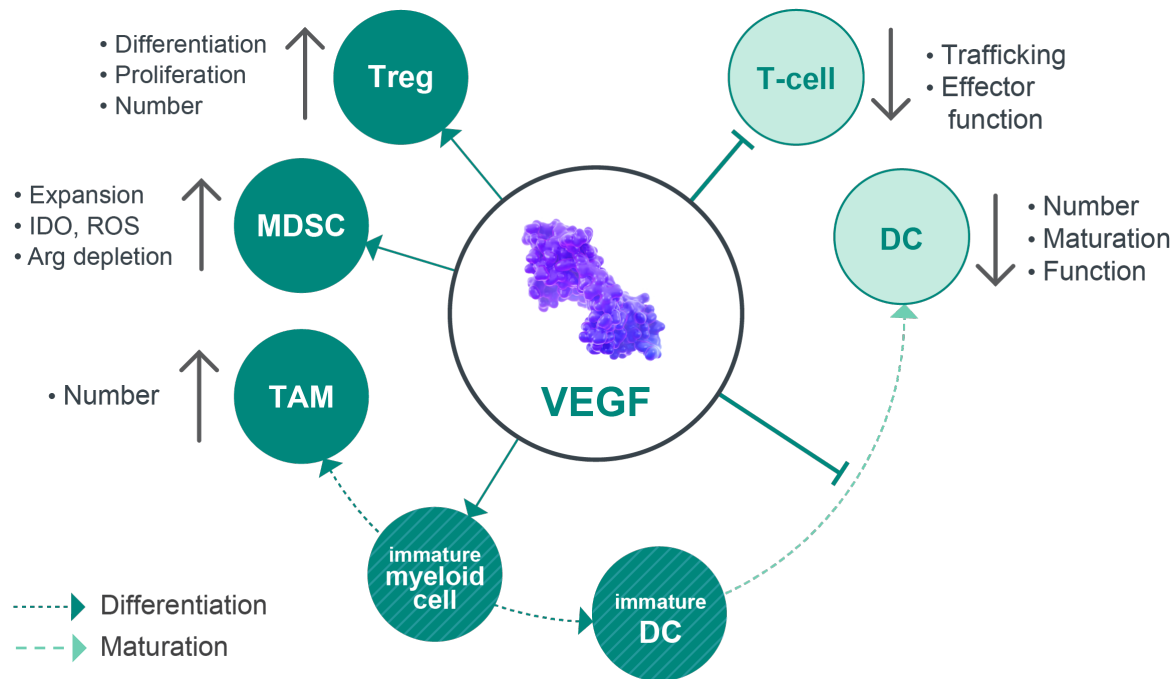 • Differentiation
• Proliferation
• Number
Treg
T-cell
• Trafficking
• Effector
function
• Expansion
• IDO, ROS
• Arg depletion
MDSC
DC
• Number
• Maturation
• Function
• Number
TAM
VEGF
immature
myeloid
cell
immature
DC
Differentiation
Maturation